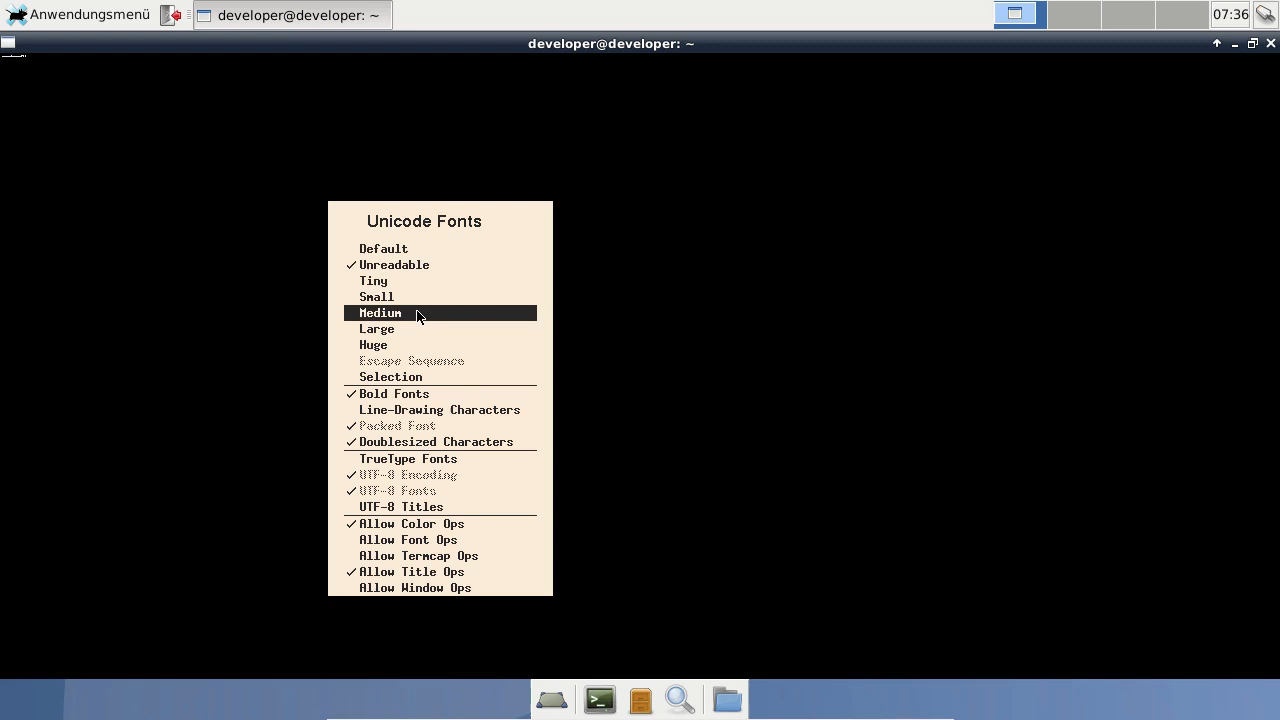 Anwendungsmenü
developer@developer: ~
07:36
developer@developer: ~
Unicode Fonts
Default
Unreadable
Tiny
Small
Medium
Large
Huge
Escape Sequence
Selection
Bold Fonts
Line-Drawing Characters
Packed Font
Doublesized Characters
TrueType Fonts
UTF-8 Encoding
UTF-8 Fonts
UTF-8 Titles
Allow Color Ops
Allow Font Ops
Allow Termcap Ops
Allow Title Ops
Allow Window Ops